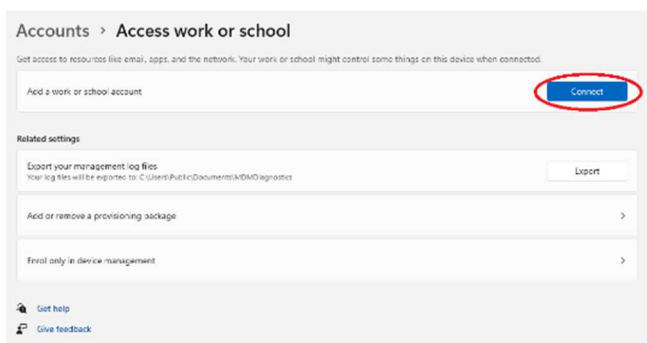 Accounts > Access work or school
Get access to resources like email, apps, and the network. Your work or school might control some things on this device when connected.
Add a work or school account
Connect
Related settings
Export your management log files
Your log files will be exported to: C:\Users\Public\Documents\MDMDiagnostics
Export
Add or remove a provisioning package
Enrol only in device management
Get help
Give feedback